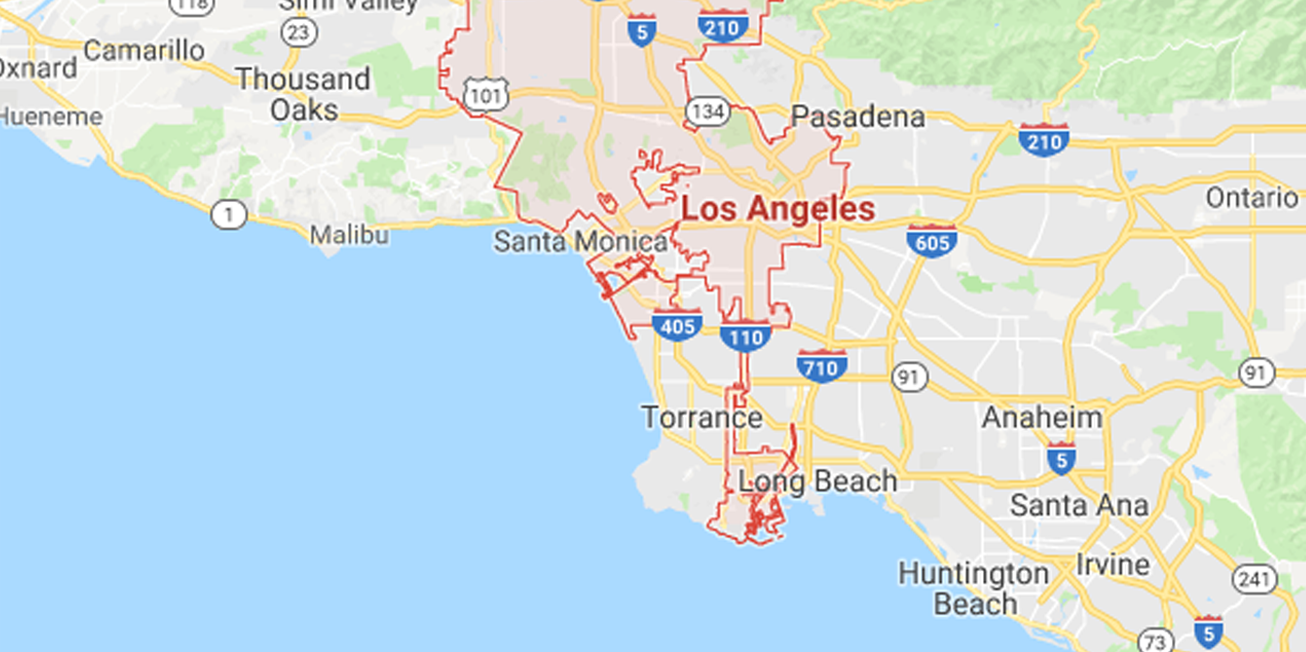 118
Simi Valley
5
210
23
Camarillo
Oxnard
Thousand
Oaks
101
Hueneme
134
Pasadena
210
Ontario
1
Malibu
Los Angeles
Santa Monica
605
405
110
710
91
91
Torrance
Anaheim
5
Long Beach
Santa Ana
Irvine
Huntington
Beach
241
5
73